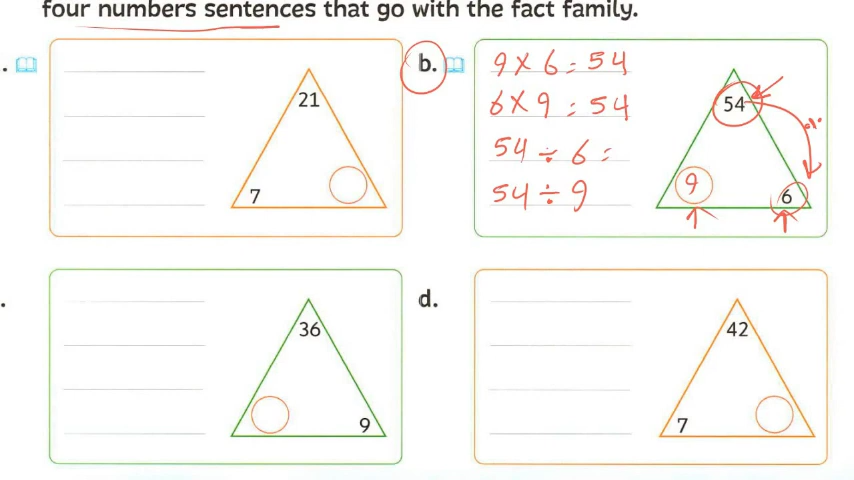 four numbers sentences that go with the fact family.
.
21
7
b.
9 × 6 = 54
6 × 9 = 54
54 ÷ 6 =
54 ÷ 9
54
9
6
.
36
9
d.
42
7